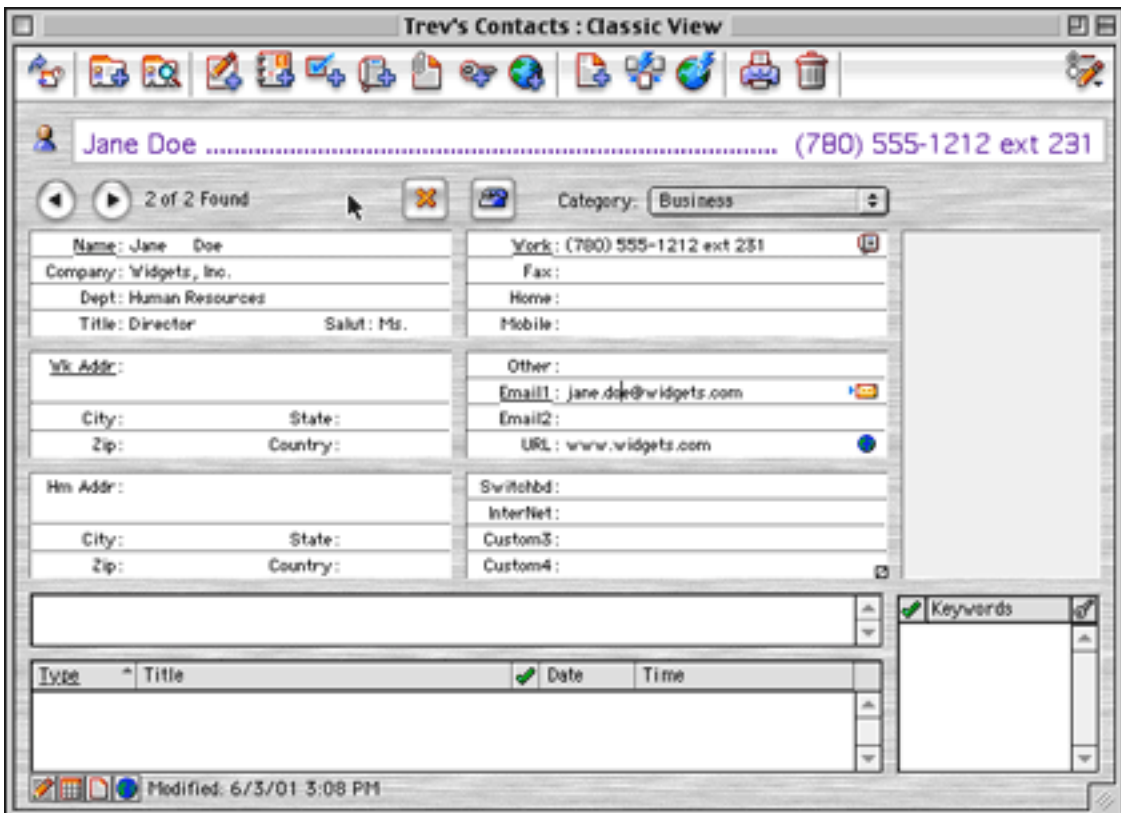 Trev's Contacts : Classic View
Jane Doe ........................................................................ (780) 555-1212 ext 231
2 of 2 Found
Category: Business
Name: Jane Doe
Company: Widgets, Inc.
Dept: Human Resources
Title: Director Salut: Ms.
Work: (780) 555-1212 ext 231
Fax:
Home:
Mobile:
Wk Addr:
City: State:
Zip: Country:
Other:
Email1: jane.doe@widgets.com
Email2:
URL: www.widgets.com
Hm Addr:
City: State:
Zip: Country:
Switchbd:
InterNet:
Custom3:
Custom4:
Keywords
Type Title Date Time
Modified: 6/3/01 3:08 PM